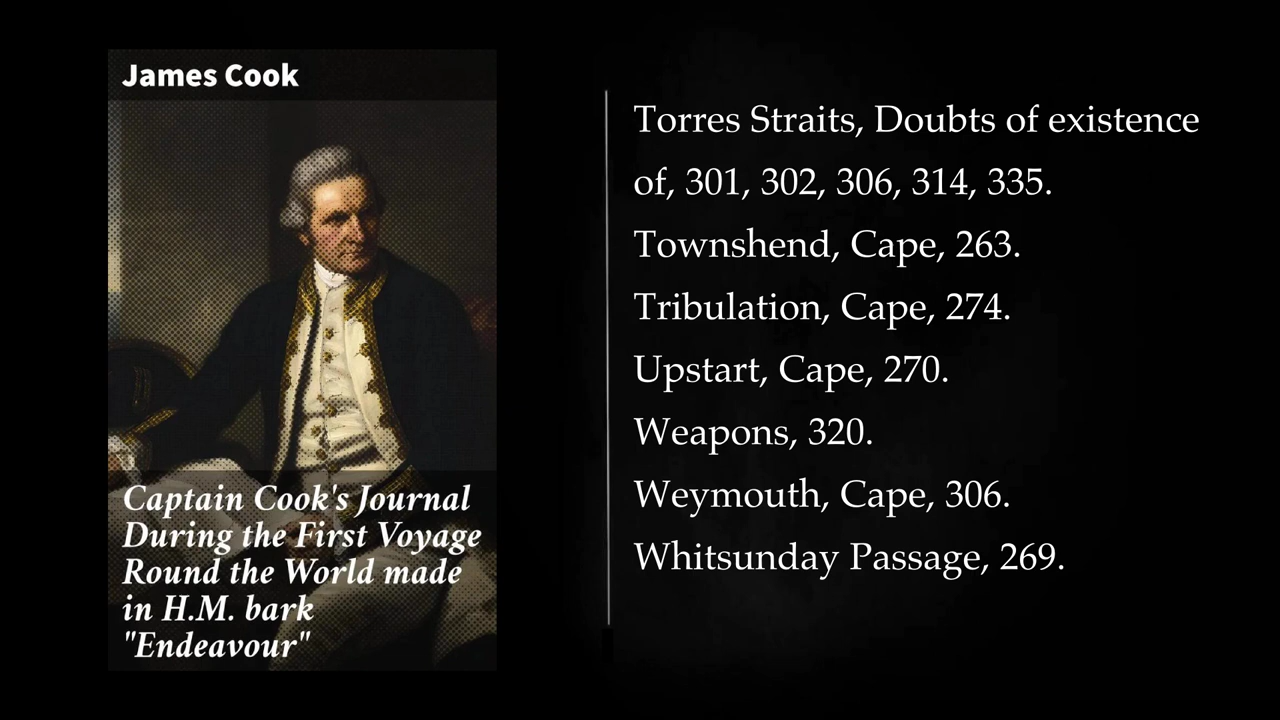 James Cook
Captain Cook's Journal
During the First Voyage
Round the World made
in H.M. bark
"Endeavour"
Torres Straits, Doubts of existence
of, 301, 302, 306, 314, 335.
Townshend, Cape, 263.
Tribulation, Cape, 274.
Upstart, Cape, 270.
Weapons, 320.
Weymouth, Cape, 306.
Whitsunday Passage, 269.